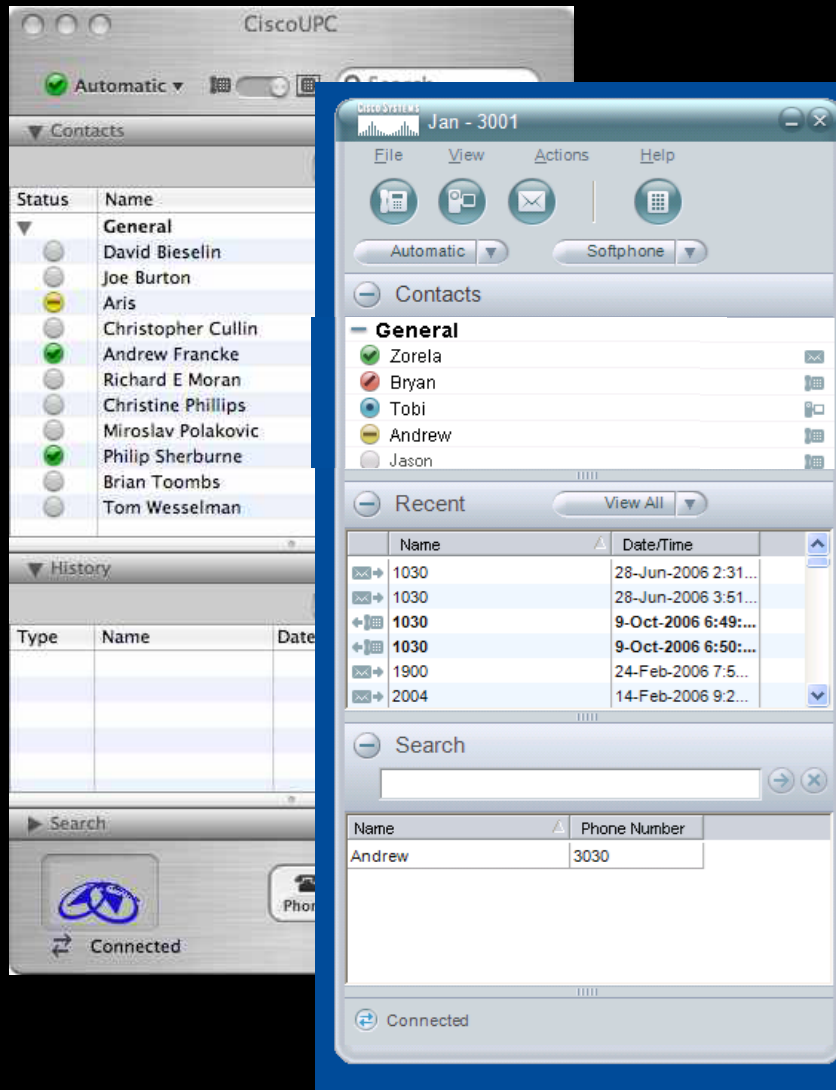 CiscoUPC
Automatic
Search
Contacts
Status Name
General
David Bieselin
Joe Burton
Aris
Christopher Cullin
Andrew Francke
Richard E Moran
Christine Phillips
Miroslav Polakovic
Philip Sherburne
Brian Toombs
Tom Wesselman
History
Type Name Date
Search
Phon
Connected
CISCO SYSTEMS
Jan - 3001
File View Actions Help
Automatic Softphone
Contacts
General
Zorela
Bryan
Tobi
Andrew
Jason
Recent View All
Name Date/Time
1030 28-Jun-2006 2:31...
1030 28-Jun-2006 3:51...
1030 9-Oct-2006 6:49:...
1030 9-Oct-2006 6:50:...
1900 24-Feb-2006 7:5...
2004 14-Feb-2006 9:2...
Search
Name Phone Number
Andrew 3030
Connected